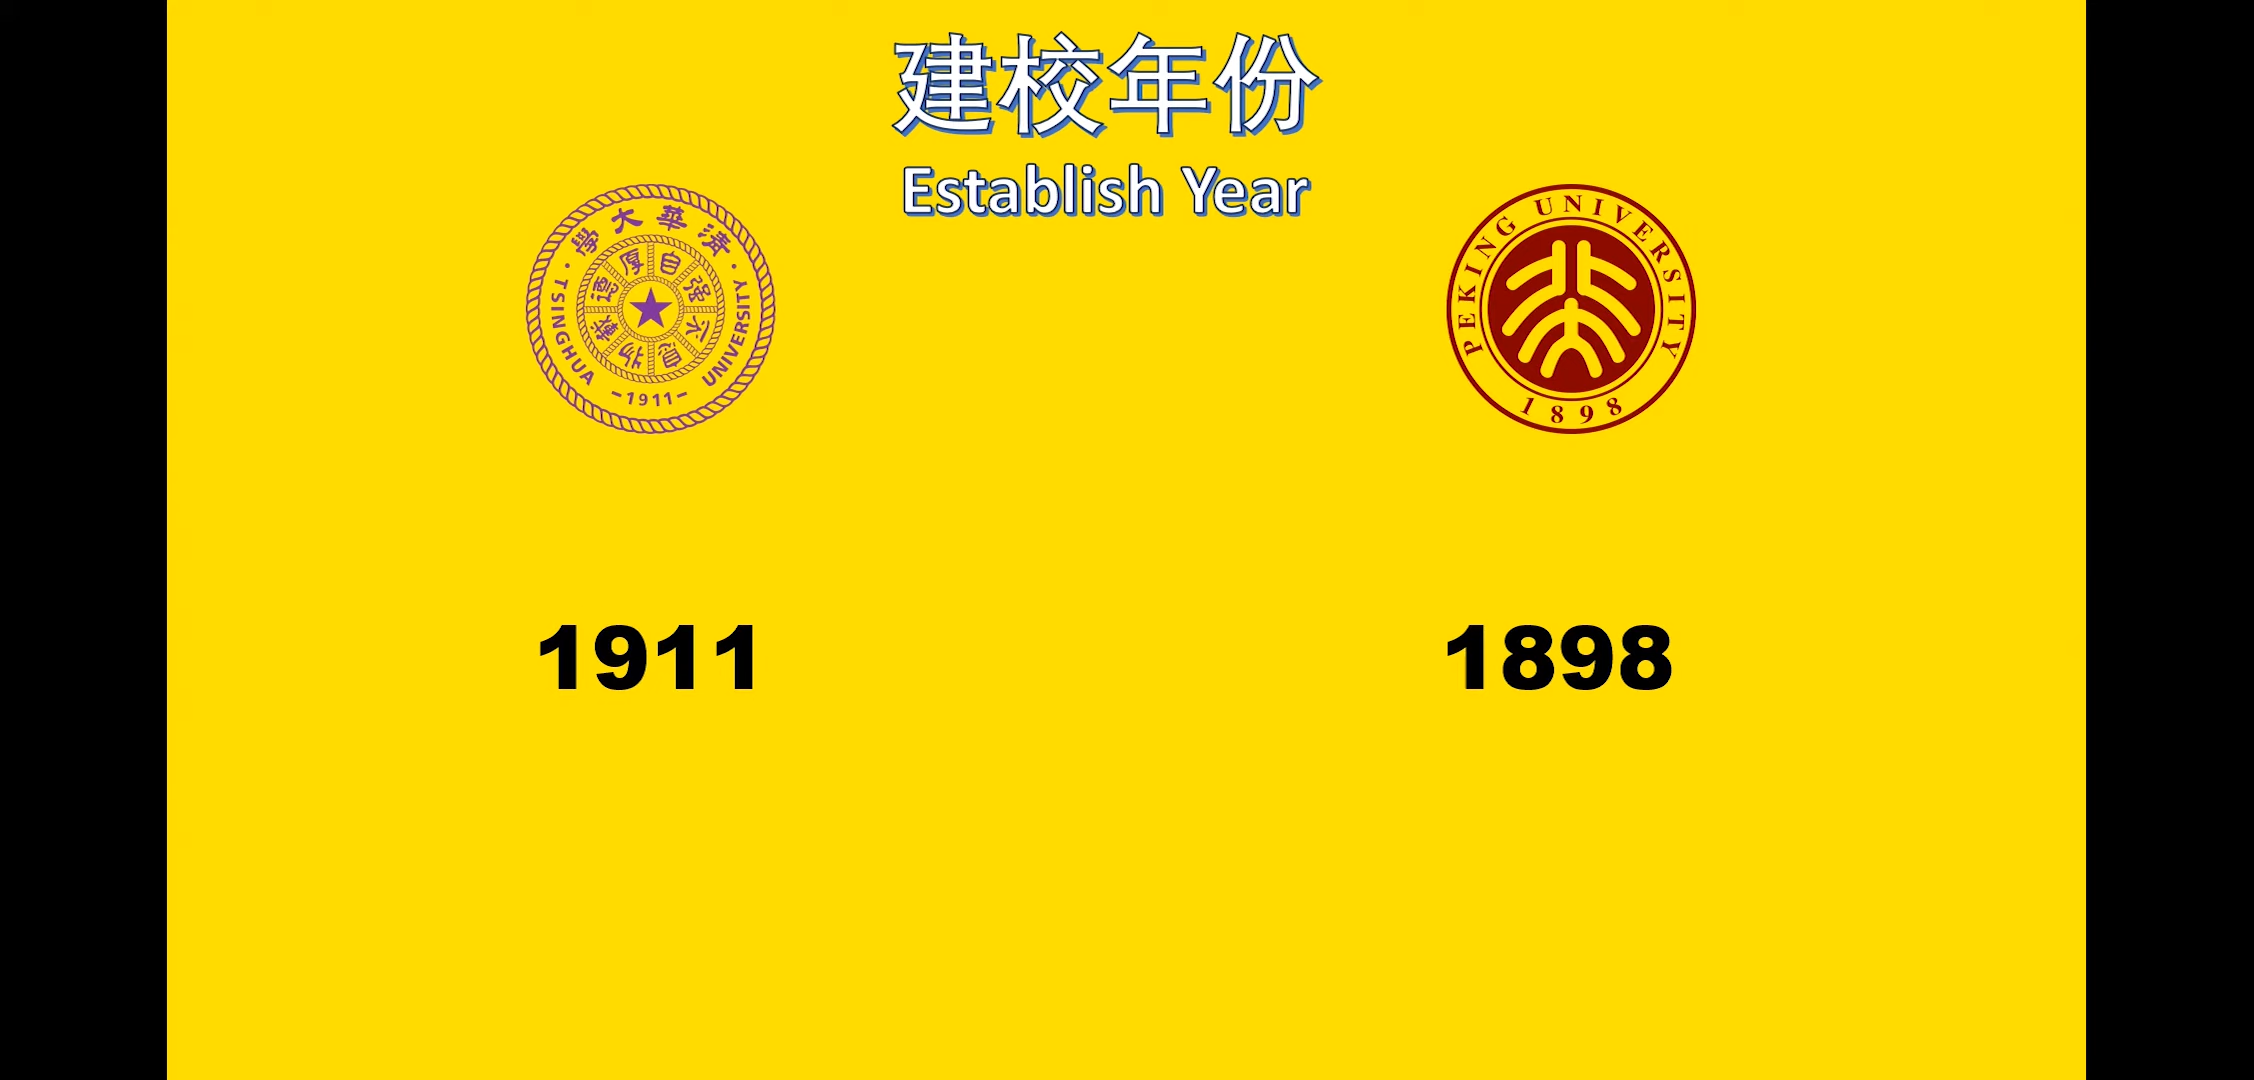 建校年份
Establish Year
學大華清
自强不息
厚德載物
TSINGHUA UNIVERSITY
-1911-
PEKING UNIVERSITY
1898
1911
1898